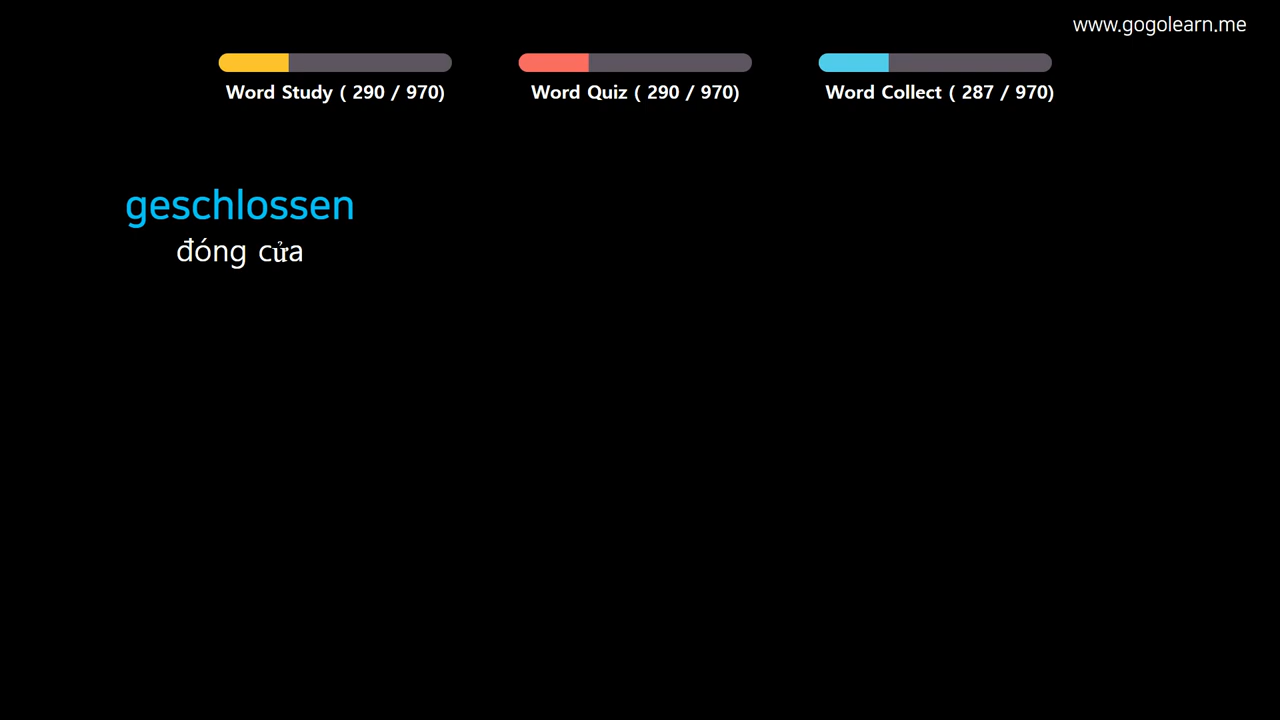 www.gogolearn.me
Word Study ( 290 / 970)
Word Quiz ( 290 / 970)
Word Collect ( 287 / 970)
geschlossen
đóng cửa